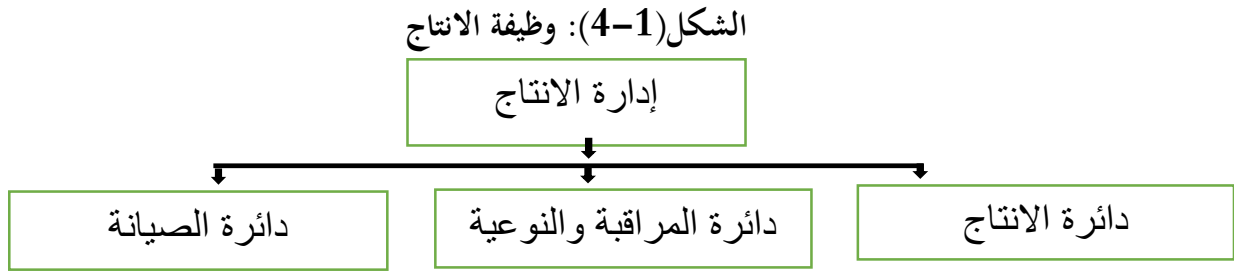 الشكل(1-4): وظيفة الانتاج
إدارة الانتاج
دائرة الانتاج
دائرة المراقبة والنوعية
دائرة الصيانة